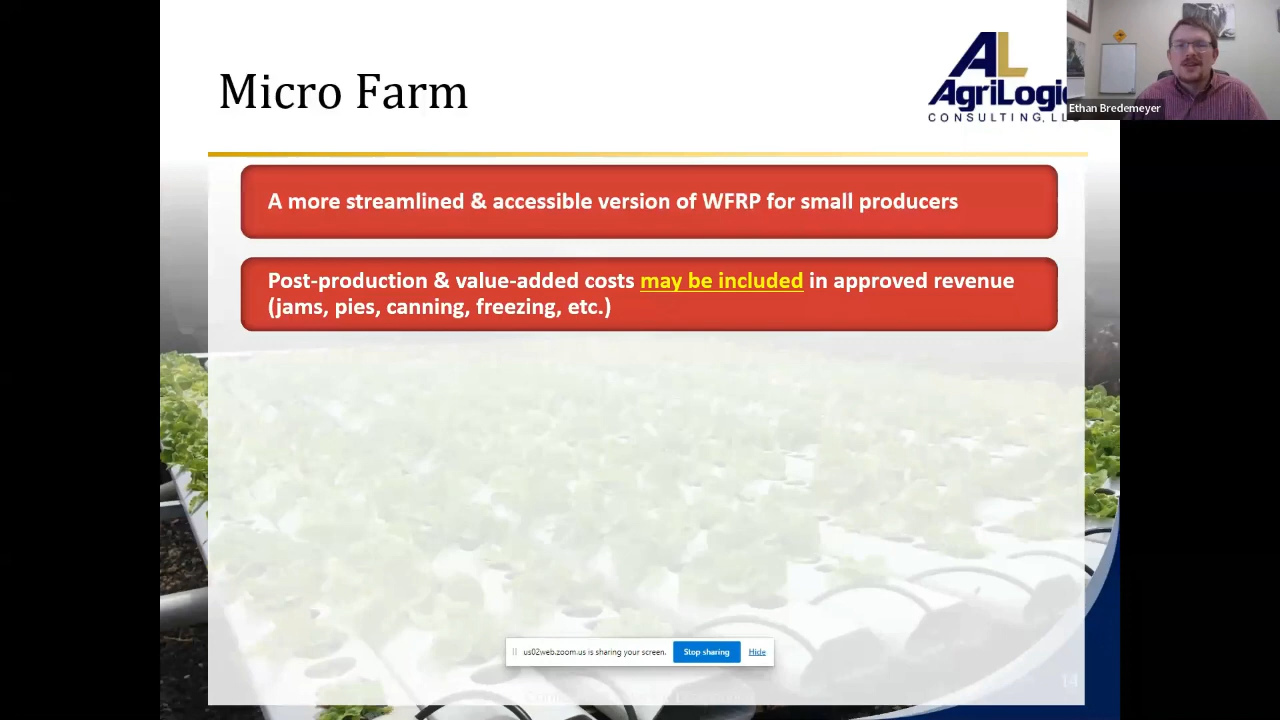 Micro Farm
AL
AgriLogic
CONSULTING, LLC
Ethan Bredemeyer
A more streamlined & accessible version of WFRP for small producers
Post-production & value-added costs may be included in approved revenue
(jams, pies, canning, freezing, etc.)
us02web.zoom.us is sharing your screen.
Stop sharing
Hide
14